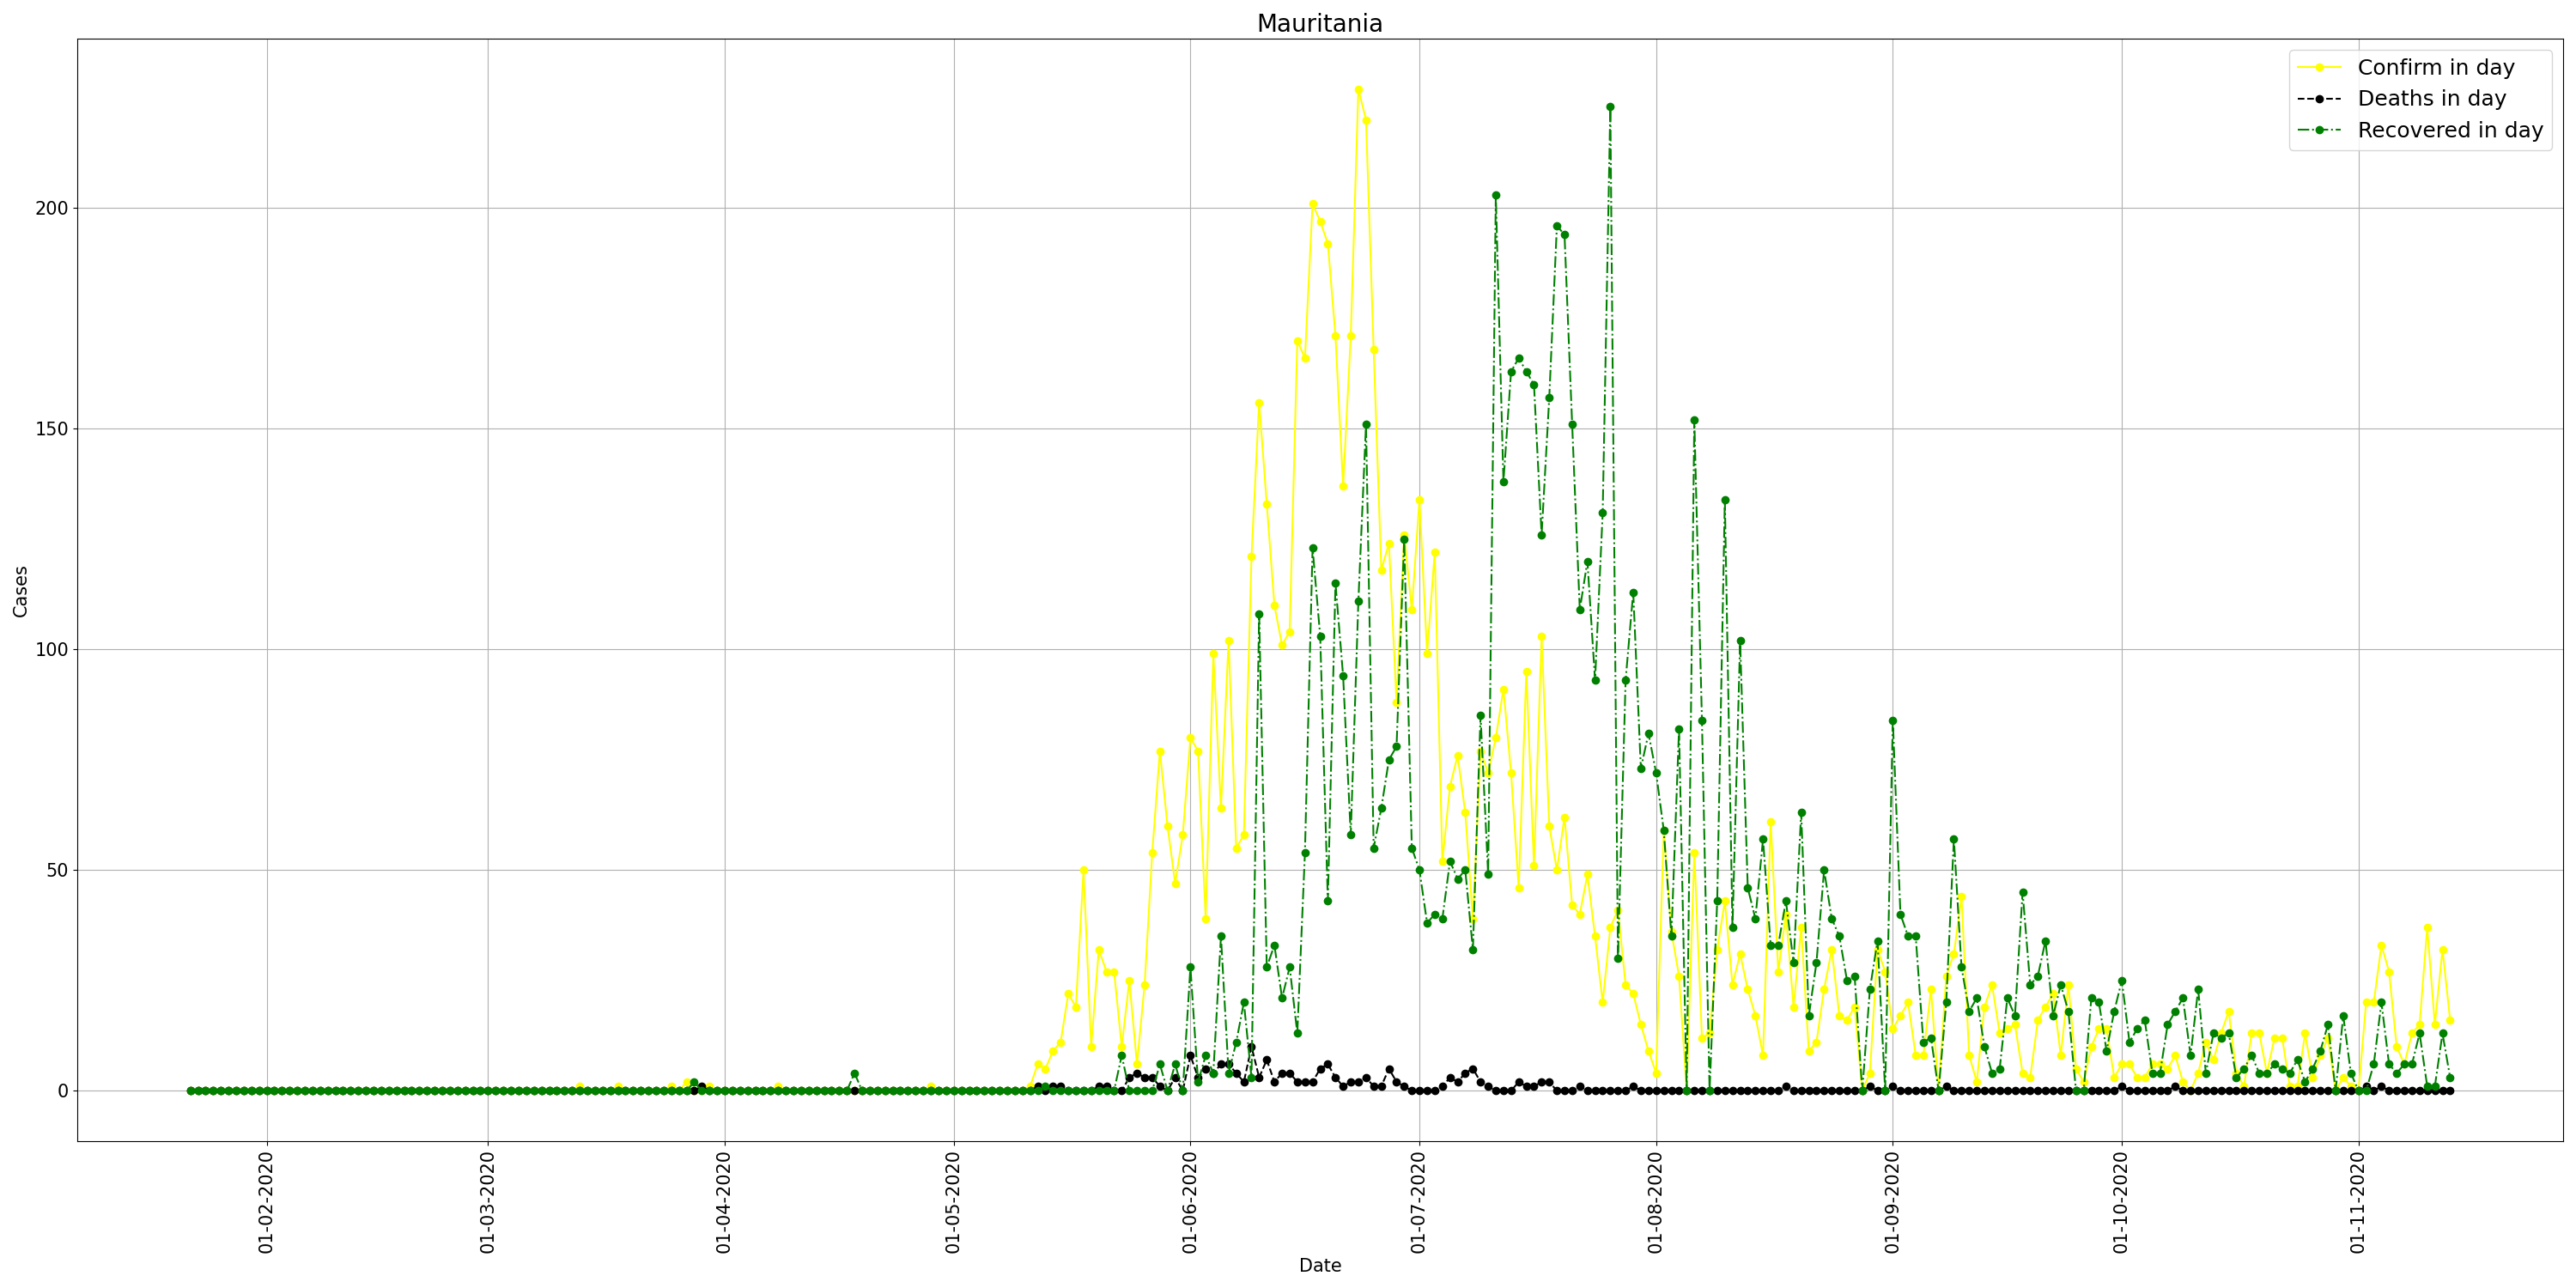 Mauritania
Confirm in day
Deaths in day
Recovered in day
Cases
200
150
100
50
0
01-02-2020
01-03-2020
01-04-2020
01-05-2020
01-06-2020
01-07-2020
01-08-2020
01-09-2020
01-10-2020
01-11-2020
Date